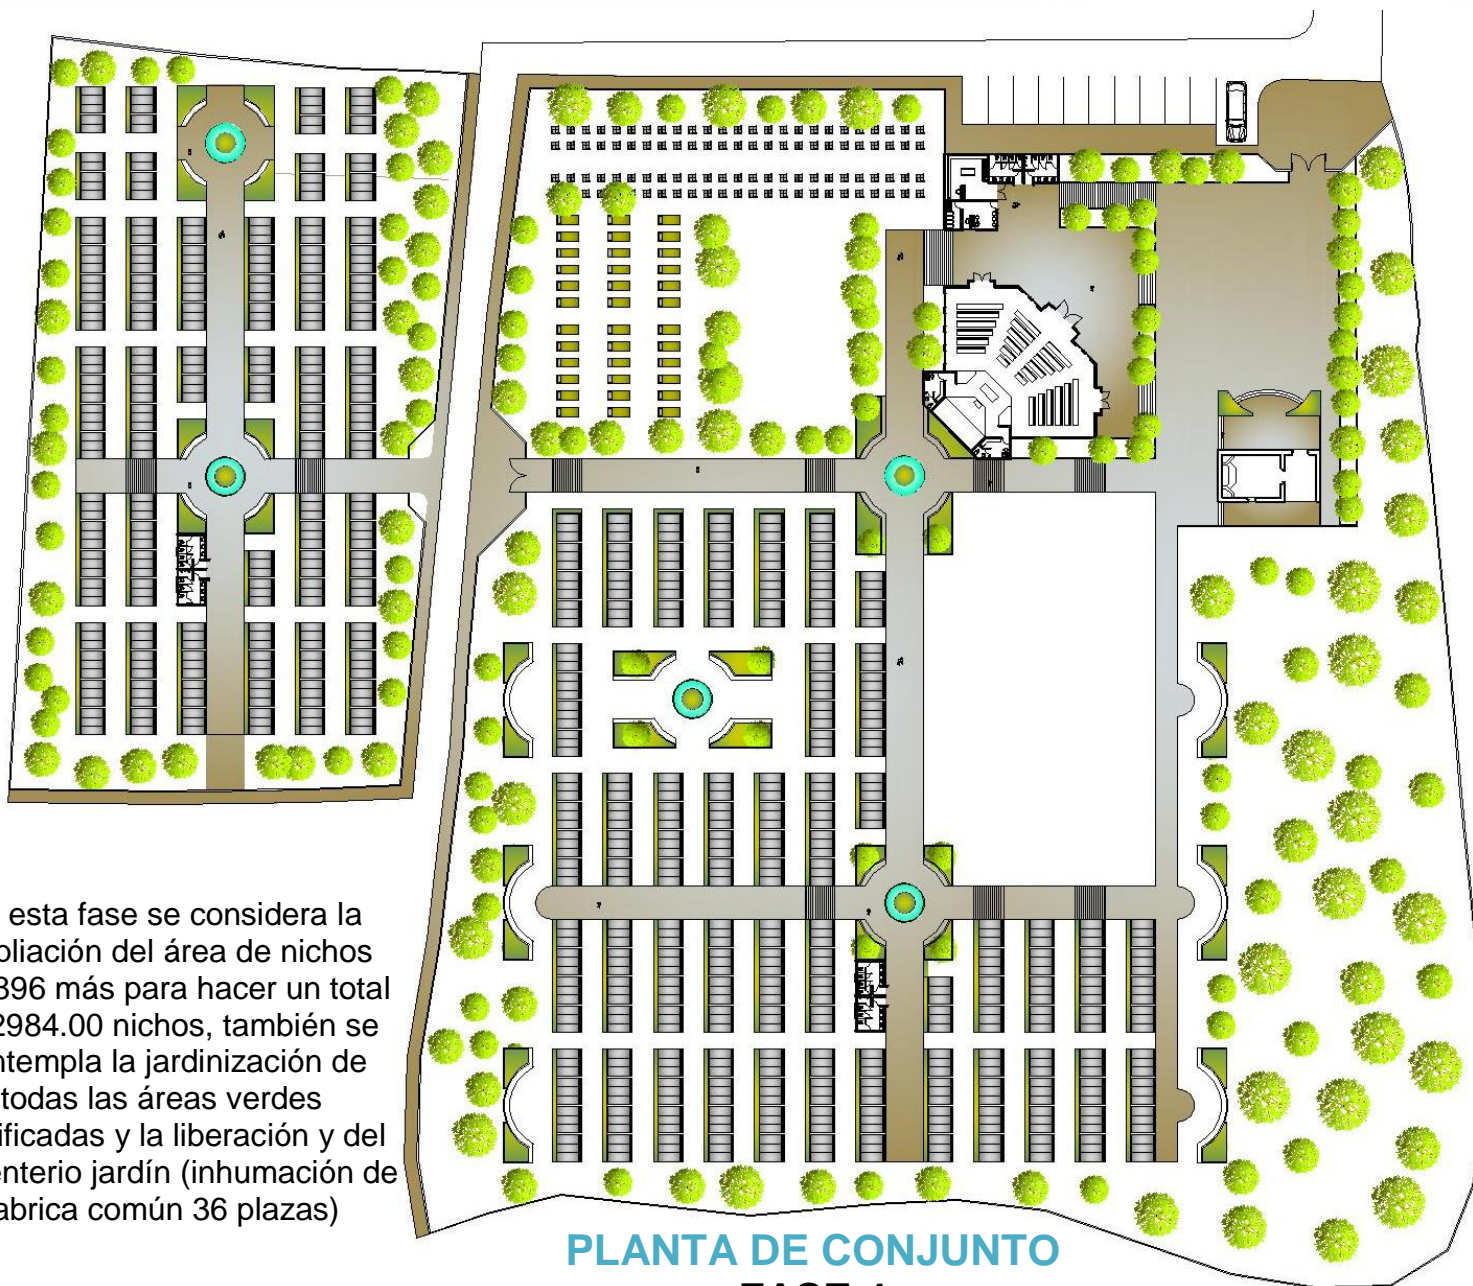 esta fase se considera la
pliación del área de nichos
896 más para hacer un total
2984.00 nichos, también se
ntempla la jardinización de
todas las áreas verdes
ificadas y la liberación y del
enterio jardín (inhumación de
abrica común 36 plazas)
PLANTA DE CONJUNTO